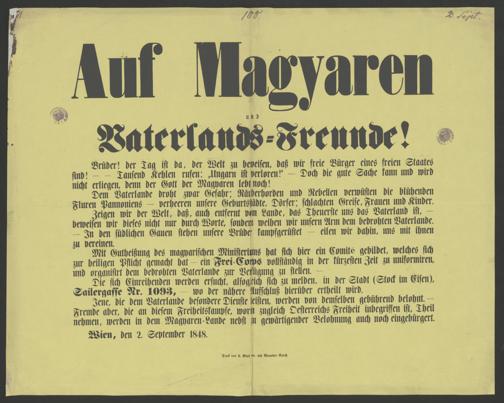 188
2 Sept.
Auf Magyaren
und
Vaterlands-Freunde!
Brüder! der Tag ist da, der Welt zu beweisen, daß wir freie Bürger eines freien Staates
sind! — — Tausend Kehlen rufen: „Ungarn ist verloren!“ — Doch die gute Sache kann und wird
nicht erliegen, denn der Gott der Magyaren lebt noch!
Dem Vaterlande droht zwar Gefahr; Räuberhorden und Rebellen verwüsten die blühenden
Fluren Pannoniens — verheeren unsere Geburtsstädte, Dörfer; schlachten Greise, Frauen und Kinder.
Zeigen wir der Welt, daß, auch entfernt vom Lande, das Theuerste uns das Vaterland ist, —
beweisen wir dieses nicht nur durch Worte, sondern weihen wir unsern Arm dem bedrohten Vaterlande.
— In den südlichen Gauen stehen unsere Brüder kampfgerüstet — eilen wir dahin, uns mit ihnen
zu vereinen.
Mit Gutheißung des magyarischen Ministeriums hat sich hier ein Comité gebildet, welches sich
zur heiligen Pflicht gemacht hat — ein Frei-Corps vollständig in der kürzesten Zeit zu uniformiren
und organisirt dem bedrohten Vaterlande zur Verfügung zu stellen. —
Die sich Einreihenden werden ersucht, allsogleich sich zu melden, in der Stadt (Stock im Eisen),
Seilergasse Nr. 1093, — wo der nähere Aufschluß hierüber ertheilt wird.
Jene, die dem Vaterlande besondere Dienste leisten, werden von demselben gebührend belohnt. —
Fremde aber, die an diesem Freiheitskampfe, worin zugleich Oesterreichs Freiheit inbegriffen ist, Theil
nehmen, werden in dem Magyaren-Lande nebst zu gewärtigender Belohnung auch noch eingebürgert.
Wien, den 2. September 1848.